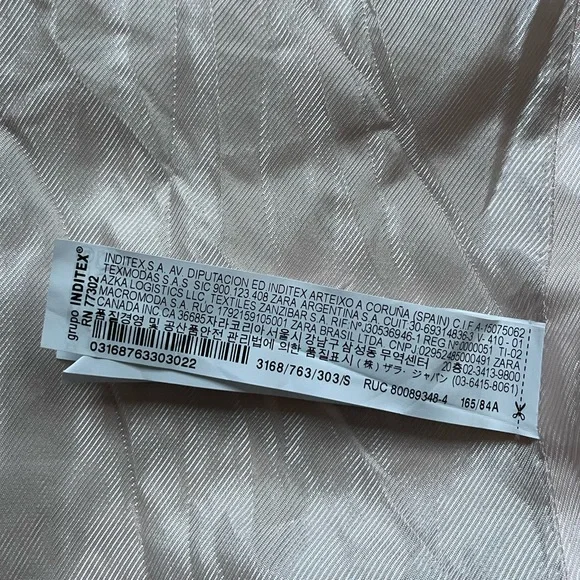 grupo INDITEX®
RN 77302
INDITEX S.A. AV. DIPUTACION ED. INDITEX ARTEIXO A CORUÑA (SPAIN) C.I.F. A-15075062
TEXMODAS S.A.S. SIC 900 123 408 ZARA ARGENTINA S.A. CUIT:30-69314836-3 V- 410 - 01
AZKA LOGISTICS LLC, TEXTILES ZANZIBAR S.A. RIF Nº J30536946-1 REG Nº000051 TI-02
MACROMODA S.A. RUC 1792159105001 ZARA BRASIL LTDA. CNPJ. 02952485000491 ZARA
CANADA INC CA 36685 자라코리아서울시 강남구삼성동 무역센터 20층02-3413-9800
품질경영 및 공산품안전 관리법에 의한 품질표시 (株) ザラ・ジャパン (03-6415-8061)
03168763303022
3168/763/303/S
RUC 80089348-4
165/84A